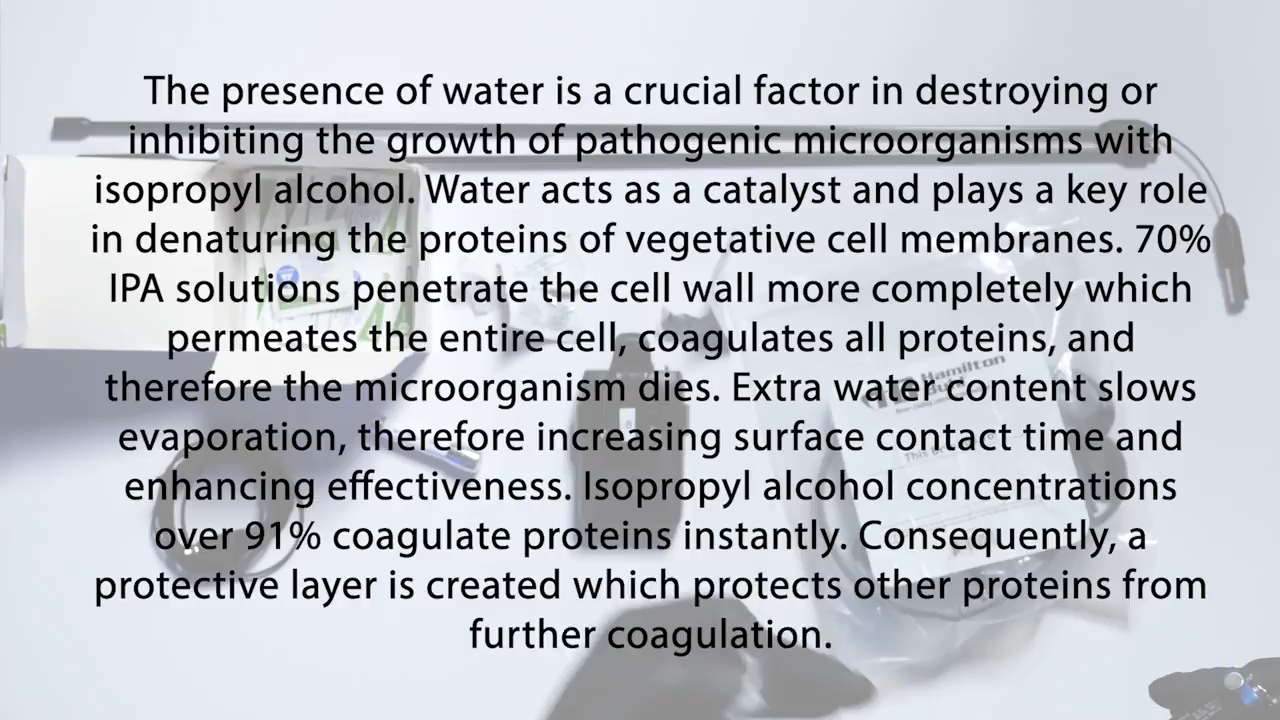 The presence of water is a crucial factor in destroying or
inhibiting the growth of pathogenic microorganisms with
isopropyl alcohol. Water acts as a catalyst and plays a key role
in denaturing the proteins of vegetative cell membranes. 70%
IPA solutions penetrate the cell wall more completely which
permeates the entire cell, coagulates all proteins, and
therefore the microorganism dies. Extra water content slows
evaporation, therefore increasing surface contact time and
enhancing effectiveness. Isopropyl alcohol concentrations
over 91% coagulate proteins instantly. Consequently, a
protective layer is created which protects other proteins from
further coagulation.
Hamilton